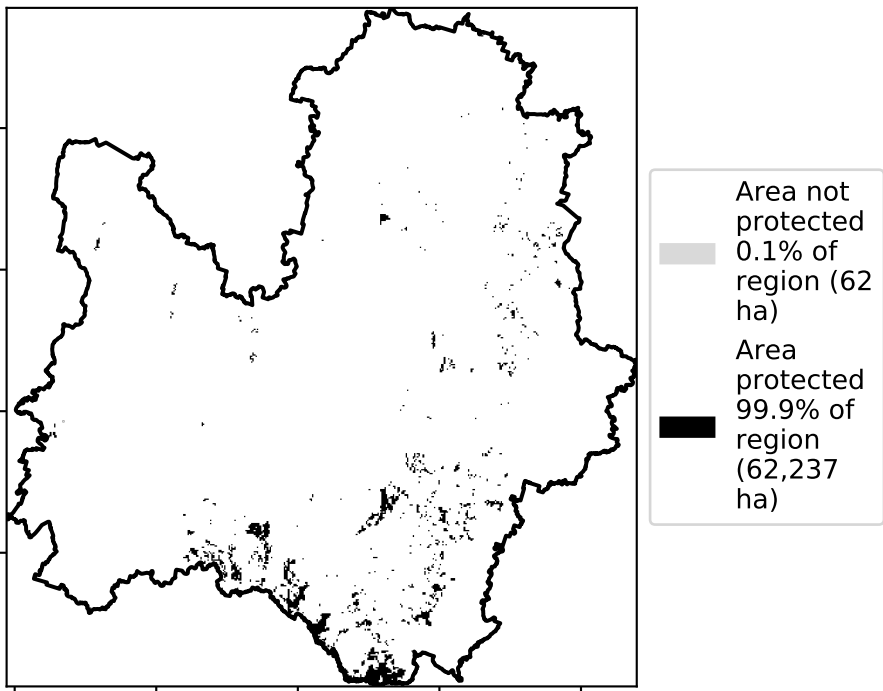 Area not
protected
0.1% of
region (62
ha)
Area
protected
99.9% of
region
(62,237
ha)